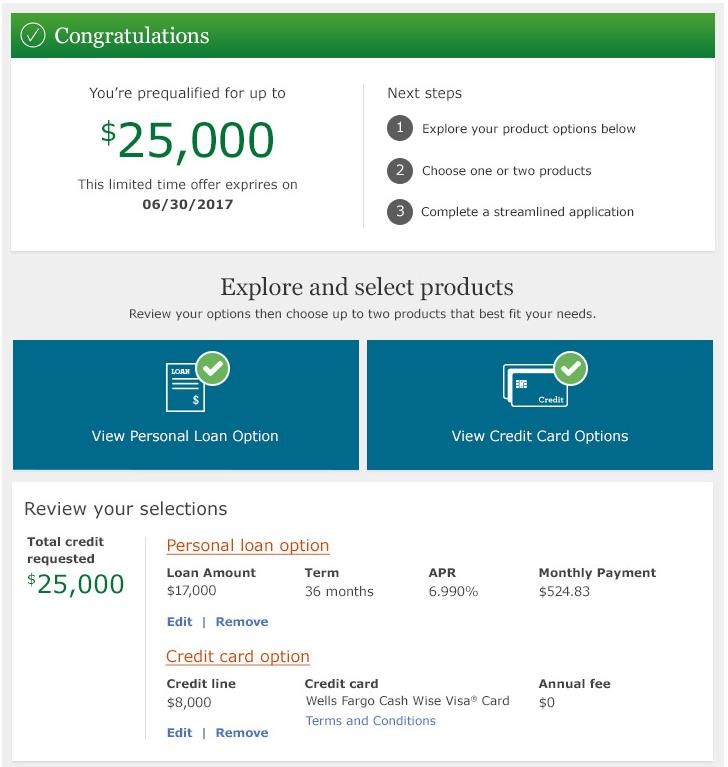 Congratulations
You're prequalified for up to
$25,000
This limited time offer exprires on
06/30/2017
Next steps
1 Explore your product options below
2 Choose one or two products
3 Complete a streamlined application
Explore and select products
Review your options then choose up to two products that best fit your needs.
LOAN
$
View Personal Loan Option
Credit
View Credit Card Options
Review your selections
Total credit
requested
$25,000
Personal loan option
Loan Amount Term APR Monthly Payment
$17,000 36 months 6.990% $524.83
Edit | Remove
Credit card option
Credit line Credit card Annual fee
$8,000 Wells Fargo Cash Wise Visa® Card $0
Terms and Conditions
Edit | Remove